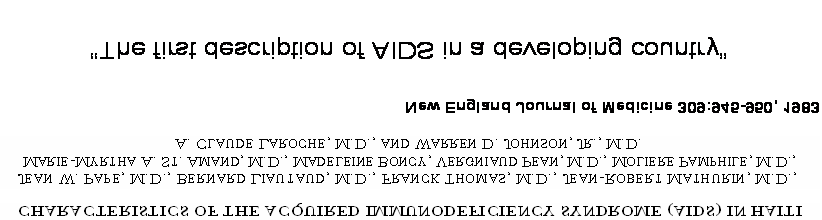 CHARACTERISTICS OF THE ACQUIRED IMMUNODEFICIENCY SYNDROME (AIDS) IN HAITI
JEAN W. PAPE, M.D., BERNARD LIAUTAUD, M.D., FRANCK THOMAS, M.D., JEAN-ROBERT MATHURIN, M.D.,
MARIE-MYRTHA A. ST. AMAND, M.D., MADELEINE BONCY, VERGNIAUD PEAN, M.D., MOLIERE PAMPHILE, M.D.,
A. CLAUDE LAROCHE, M.D., AND WARREN D. JOHNSON, JR., M.D.
New England Journal of Medicine 309:945-950, 1983
"The first description of AIDS in a developing country"